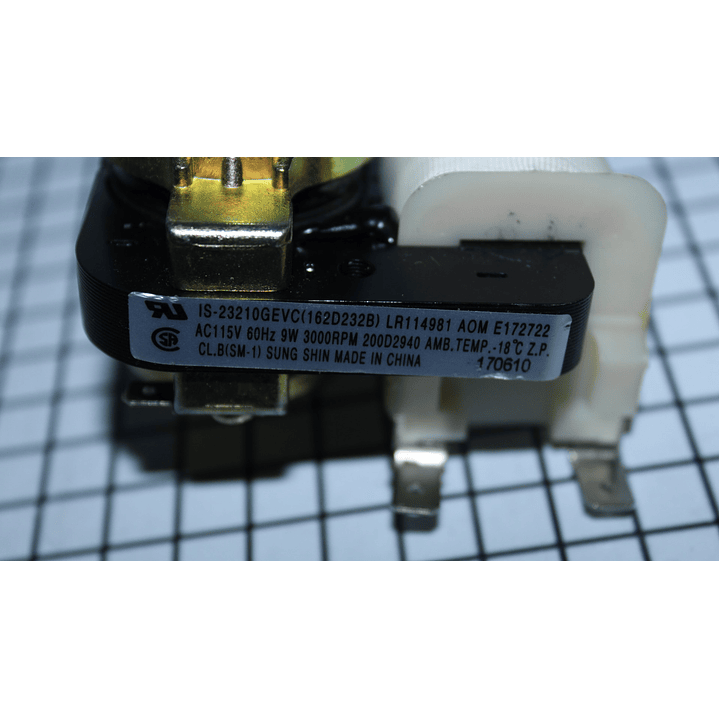 IS-23210GEVC(162D232B) LR114981 AOM E172722
AC115V 60Hz 9W 3000RPM 200D2940 AMB.TEMP.-18℃ Z.P.
CL.B(SM-1) SUNG SHIN MADE IN CHINA
170610